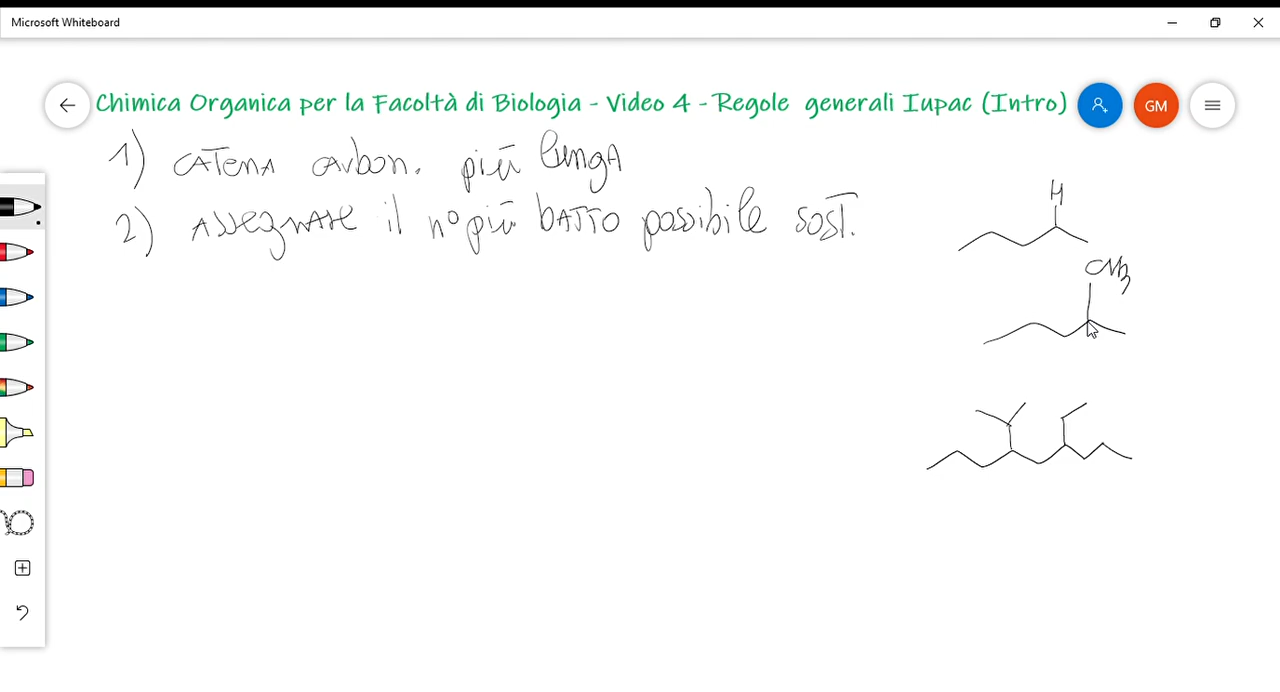 Microsoft Whiteboard
Chimica Organica per la Facoltà di Biologia - Video 4 - Regole generali Iupac (Intro)
GM
1) CATENA CARbon. più lunga
2) ASSegnARe il n° più bASSO possibile SOST.
H
CH3